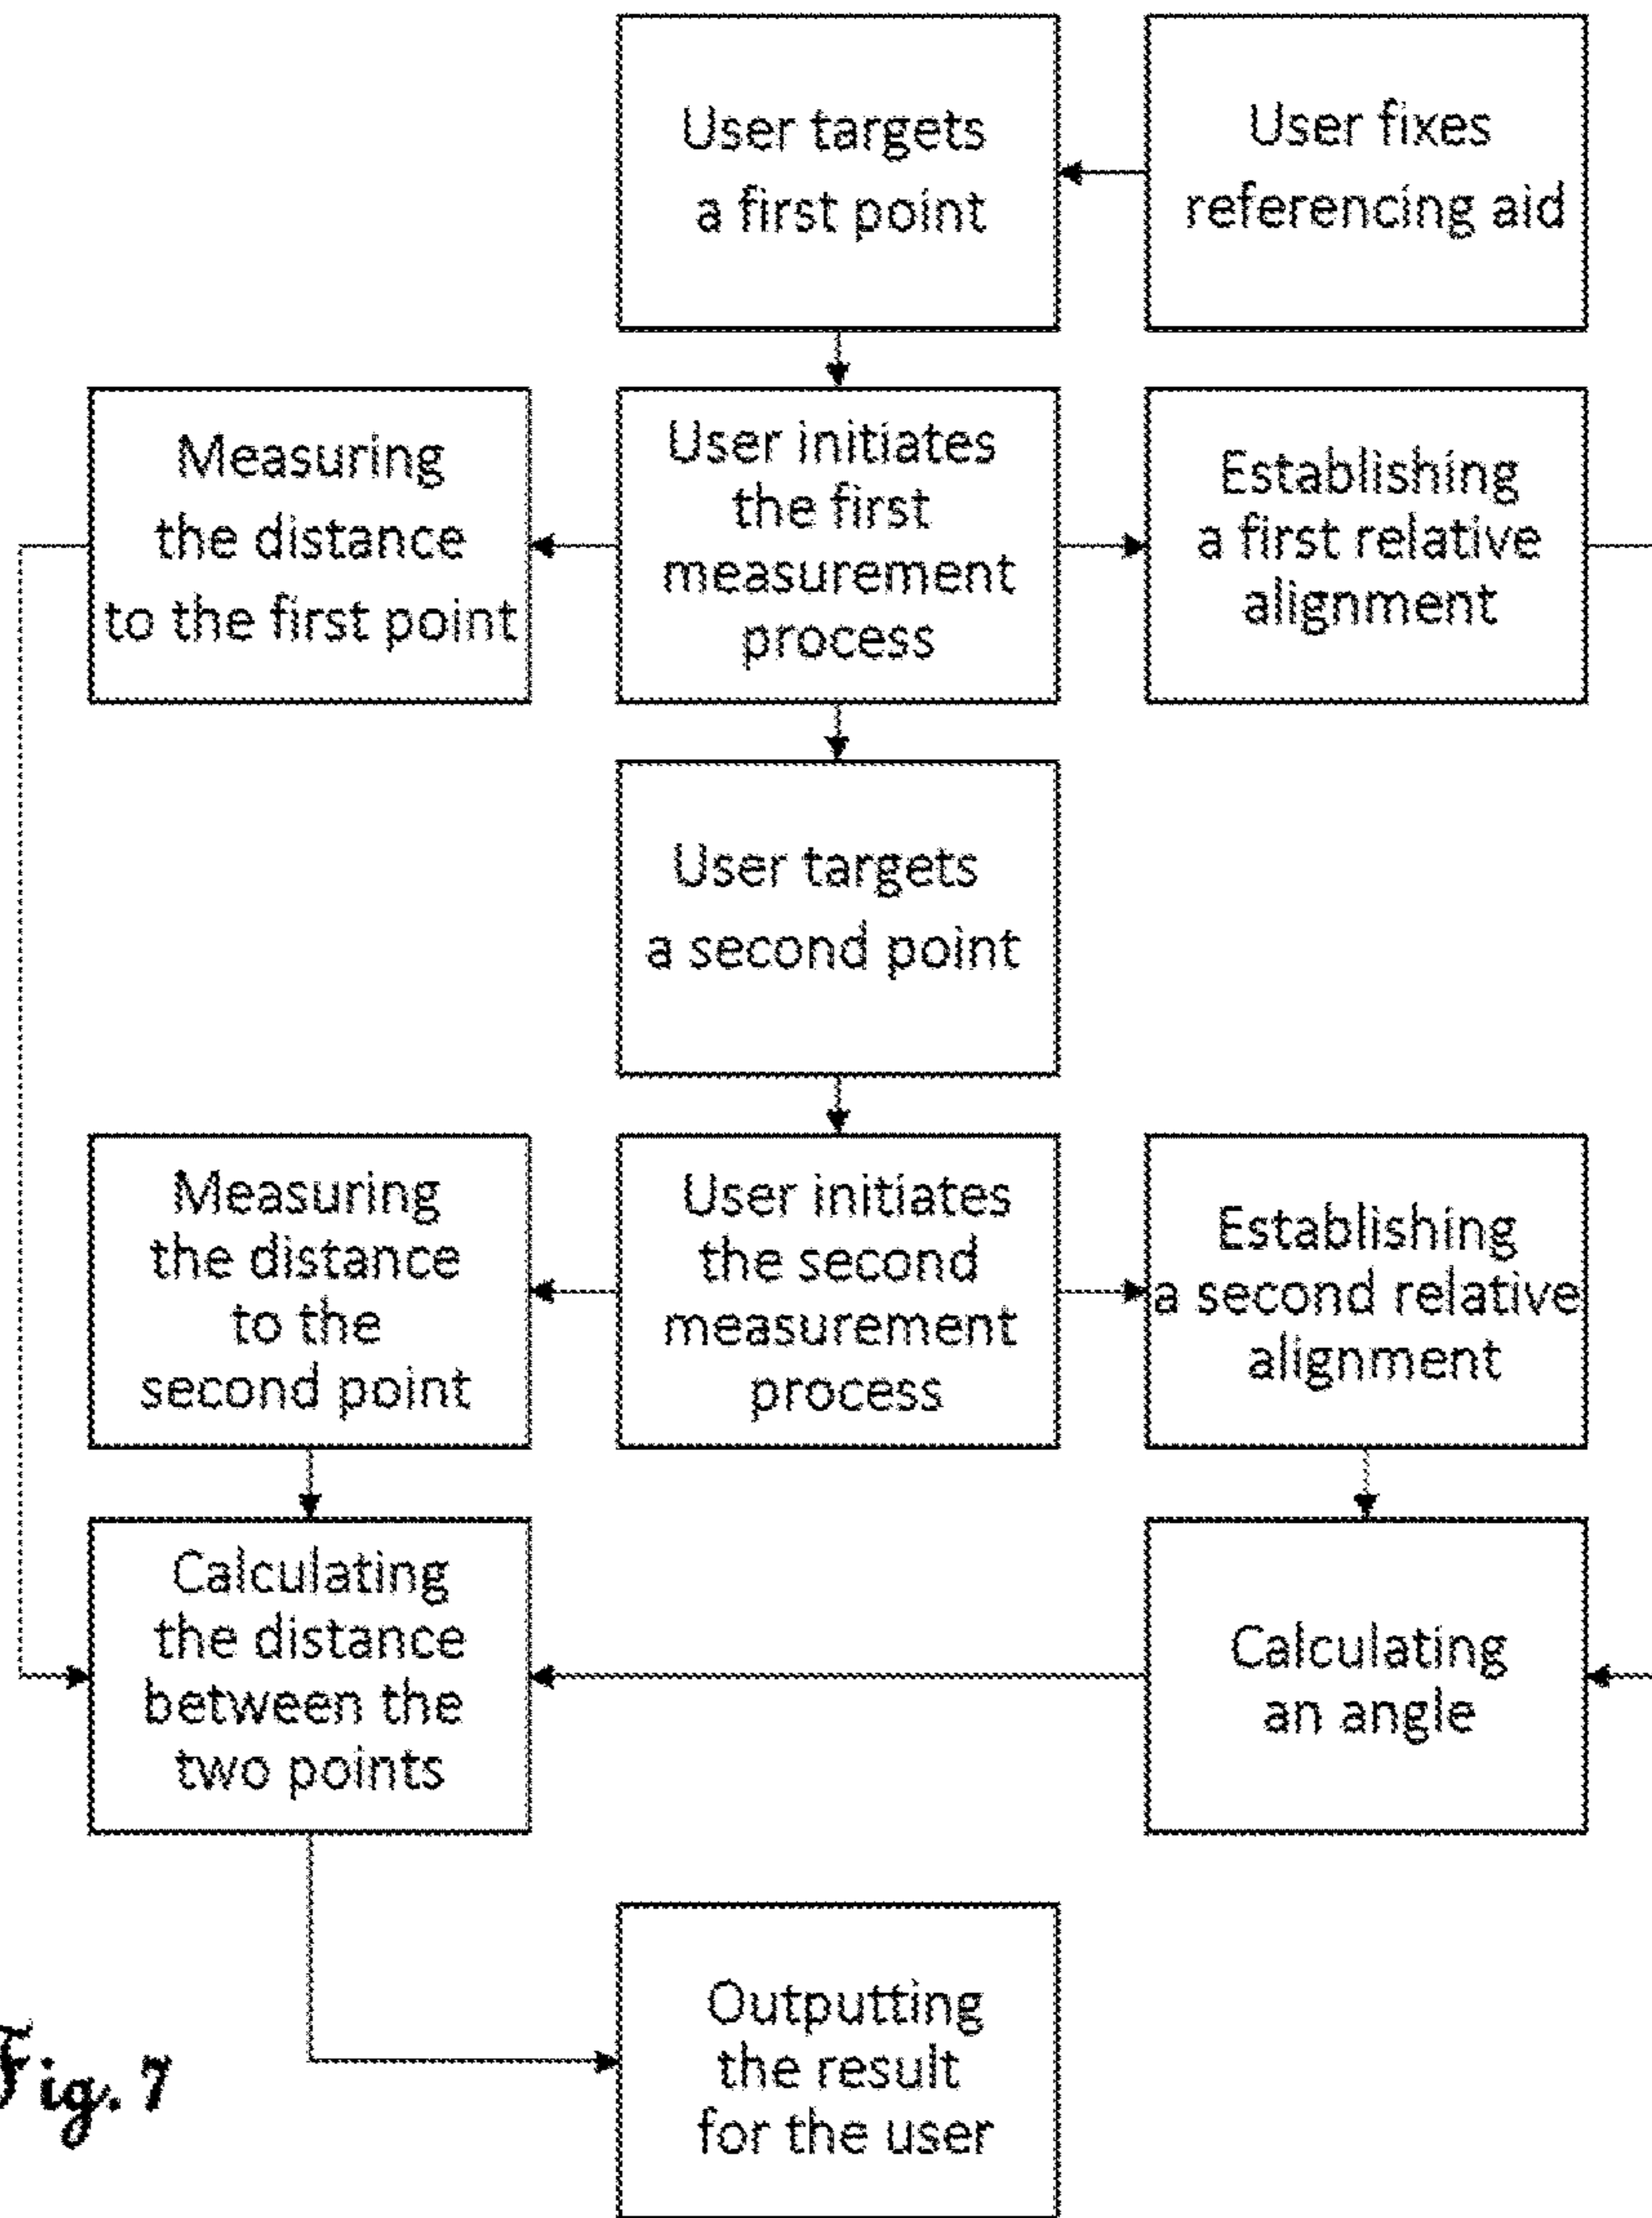 User targets
a first point
User fixes
referencing aid
Measuring
the distance
to the first point
User initiates
the first
measurement
process
Establishing
a first relative
alignment
User targets
a second point
Measuring
the distance
to the
second point
User initiates
the second
measurement
process
Establishing
a second relative
alignment
Calculating
the distance
between the
two points
Calculating
an angle
Outputting
the result
for the user
Fig. 7